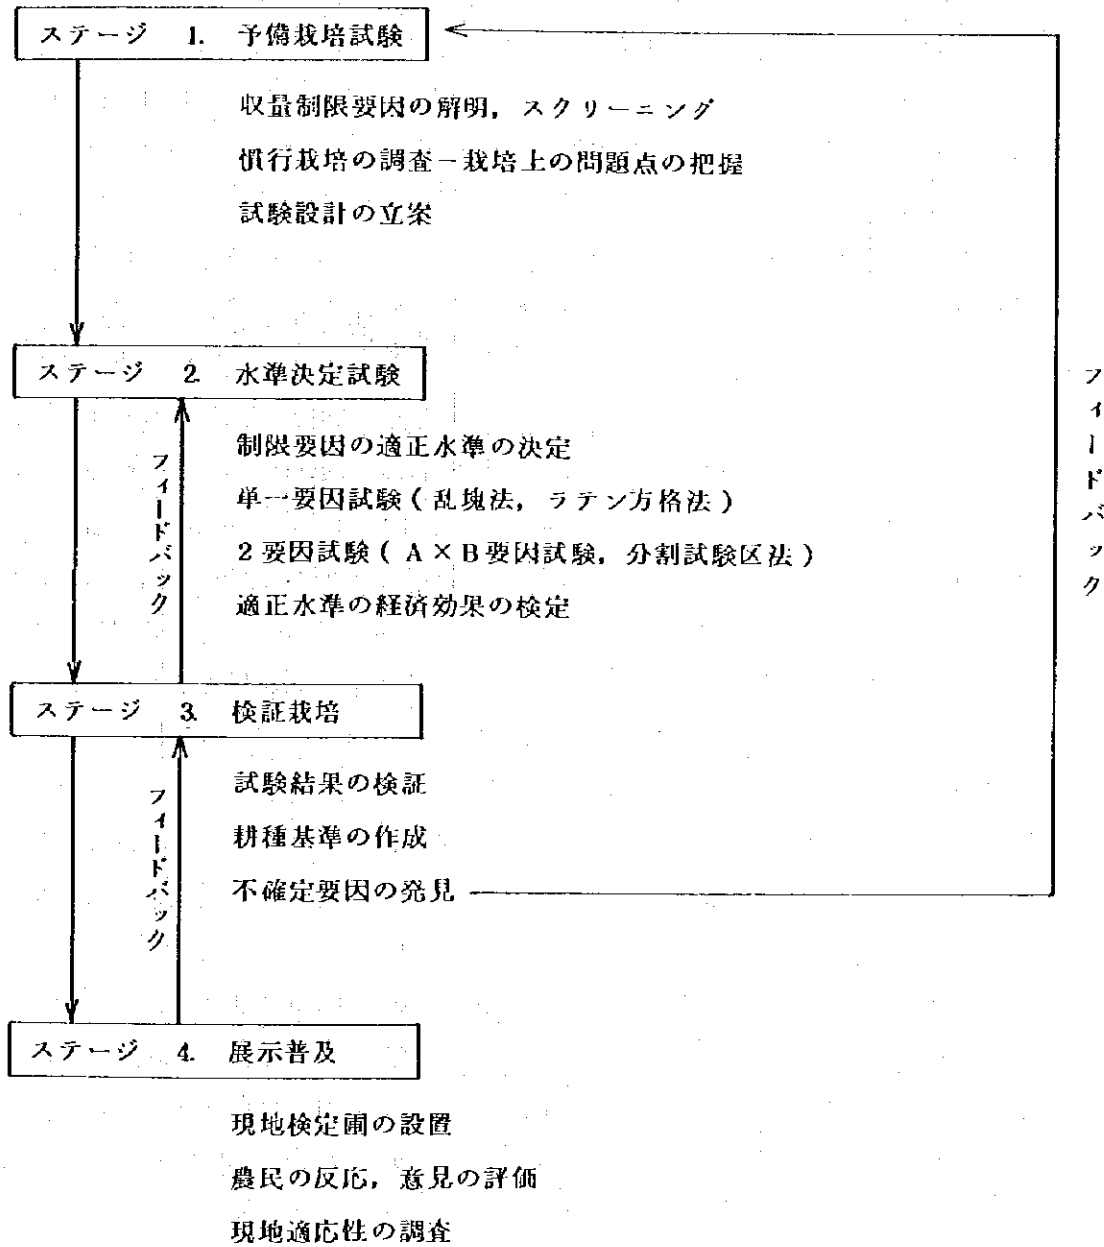 ステージ 1. 予備栽培試験
収量制限要因の解明，スクリーニング
慣行栽培の調査－栽培上の問題点の把握
試験設計の立案
ステージ 2. 水準決定試験
制限要因の適正水準の決定
単一要因試験（乱塊法，ラテン方格法）
2要因試験（A×B要因試験，分割試験区法）
適正水準の経済効果の検定
フィードバック
フィードバック
ステージ 3. 検証栽培
試験結果の検証
耕種基準の作成
不確定要因の発見
フィードバック
ステージ 4. 展示普及
現地検定圃の設置
農民の反応，意見の評価
現地適応性の調査